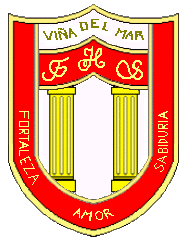 VIÑA DEL MAR
F H S
FORTALEZA
AMOR
SABIDURIA